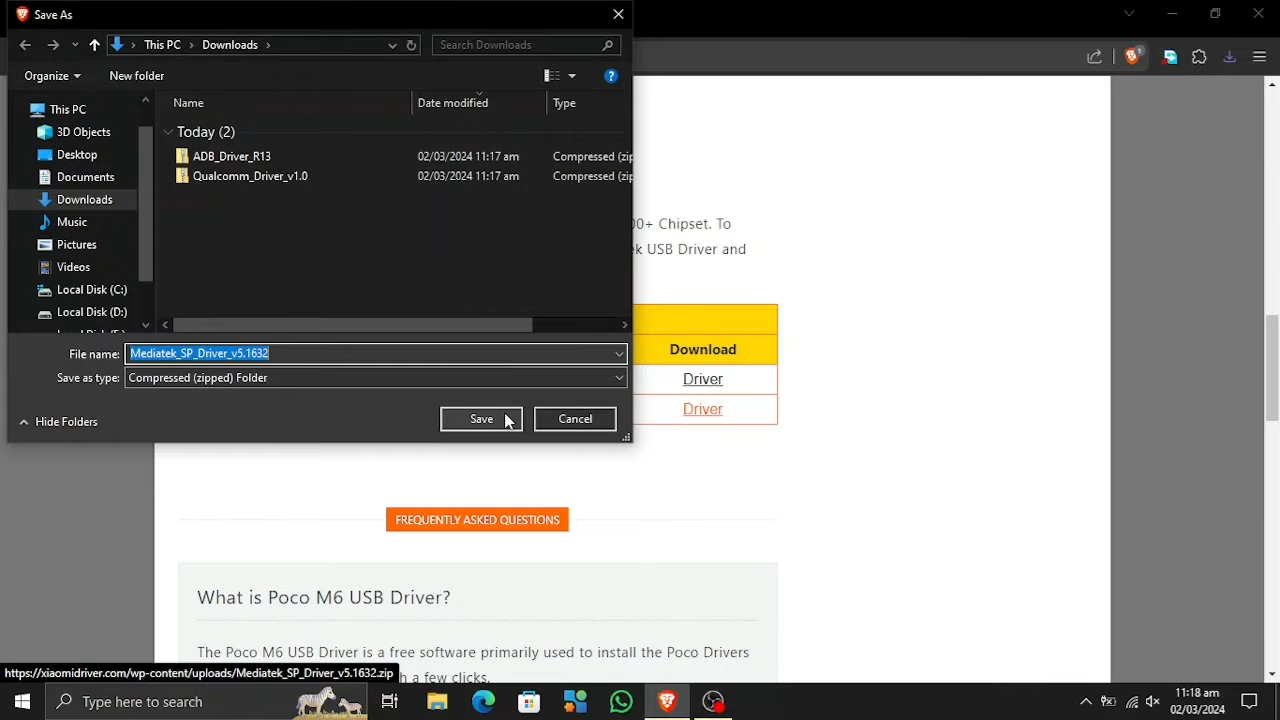 Save As
This PC
Downloads
Search Downloads
Organize
New folder
?
1
This PC
3D Objects
Desktop
Documents
Downloads
Music
Pictures
Videos
Local Disk (C:)
Local Disk (D:)
Name
Date modified
Type
Today (2)
ADB_Driver_R13
02/03/2024 11:17 am
Compressed (zip
Qualcomm_Driver_v1.0
02/03/2024 11:17 am
Compressed (zip
File name:
Mediatek_SP_Driver_v5.1632
Save as type:
Compressed (zipped) Folder
Hide Folders
Save
Cancel
00+ Chipset. To
ek USB Driver and
Download
Driver
Driver
FREQUENTLY ASKED QUESTIONS
What is Poco M6 USB Driver?
The Poco M6 USB Driver is a free software primarily used to install the Poco Drivers
h a few clicks.
https://xiaomidriver.com/wp-content/uploads/Mediatek_SP_Driver_v5.1632.zip
Type here to search
11:18 am
02/03/2024